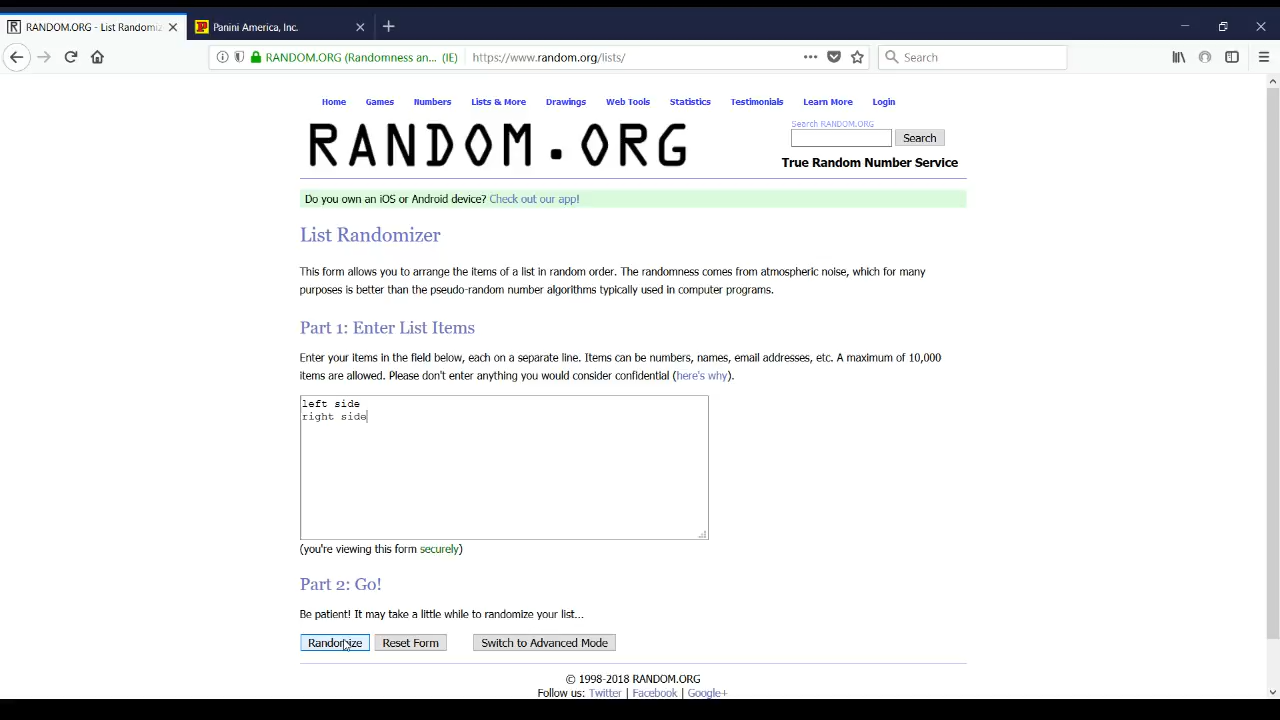 RANDOM.ORG - List Randomiz
Panini America, Inc.
RANDOM.ORG (Randomness an... (IE)
https://www.random.org/lists/
Search
Home Games Numbers Lists & More Drawings Web Tools Statistics Testimonials Learn More Login
RANDOM.ORG
Search RANDOM.ORG
Search
True Random Number Service
Do you own an iOS or Android device? Check out our app!
List Randomizer
This form allows you to arrange the items of a list in random order. The randomness comes from atmospheric noise, which for many
purposes is better than the pseudo-random number algorithms typically used in computer programs.
Part 1: Enter List Items
Enter your items in the field below, each on a separate line. Items can be numbers, names, email addresses, etc. A maximum of 10,000
items are allowed. Please don't enter anything you would consider confidential (here's why).
left side
right side
(you're viewing this form securely)
Part 2: Go!
Be patient! It may take a little while to randomize your list...
Randomize Reset Form Switch to Advanced Mode
© 1998-2018 RANDOM.ORG
Follow us: Twitter | Facebook | Google+